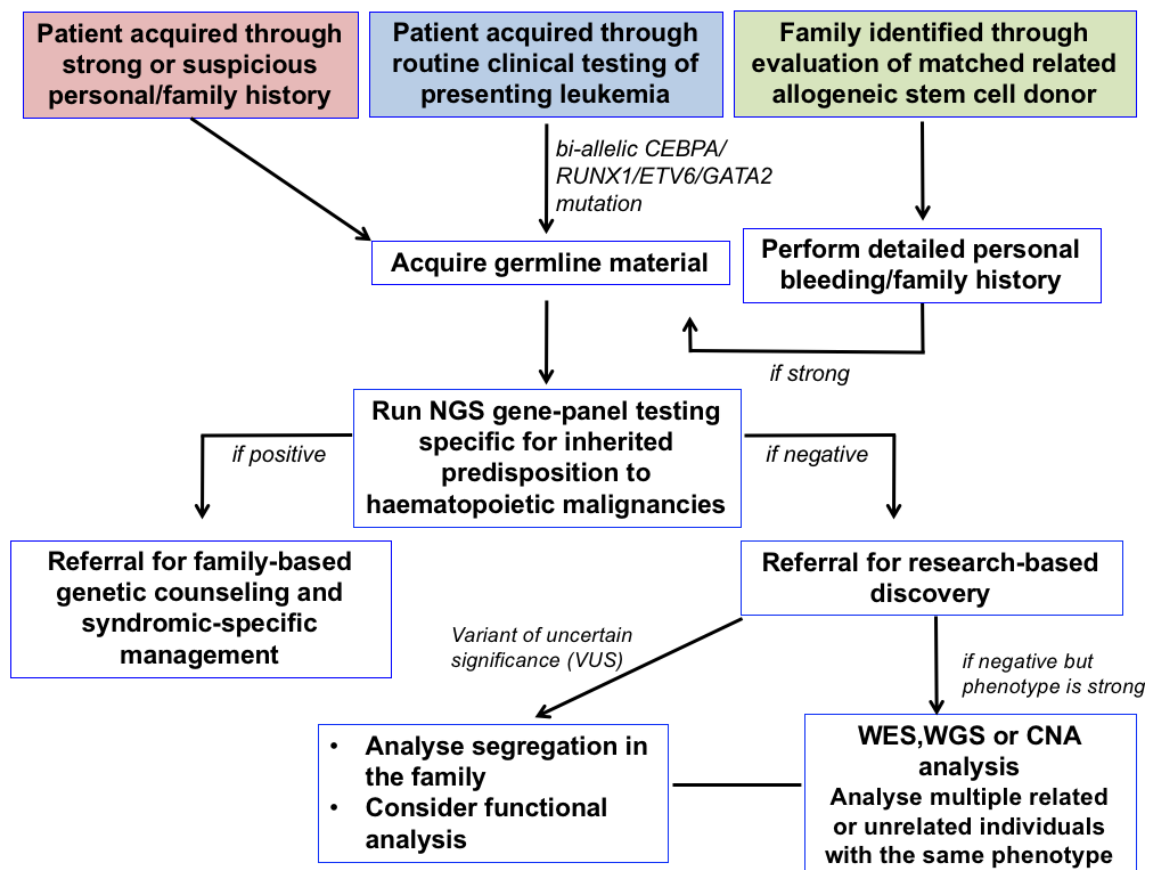 Patient acquired through
strong or suspicious
personal/family history
Patient acquired through
routine clinical testing of
presenting leukemia
Family identified through
evaluation of matched related
allogeneic stem cell donor
bi-allelic CEBPA/
RUNX1/ETV6/GATA2
mutation
Acquire germline material
Perform detailed personal
bleeding/family history
if strong
Run NGS gene-panel testing
specific for inherited
predisposition to
haematopoietic malignancies
if positive
if negative
Referral for family-based
genetic counseling and
syndromic-specific
management
Referral for research-based
discovery
Variant of uncertain
significance (VUS)
if negative but
phenotype is strong
• Analyse segregation in
the family
• Consider functional
analysis
WES,WGS or CNA
analysis
Analyse multiple related
or unrelated individuals
with the same phenotype